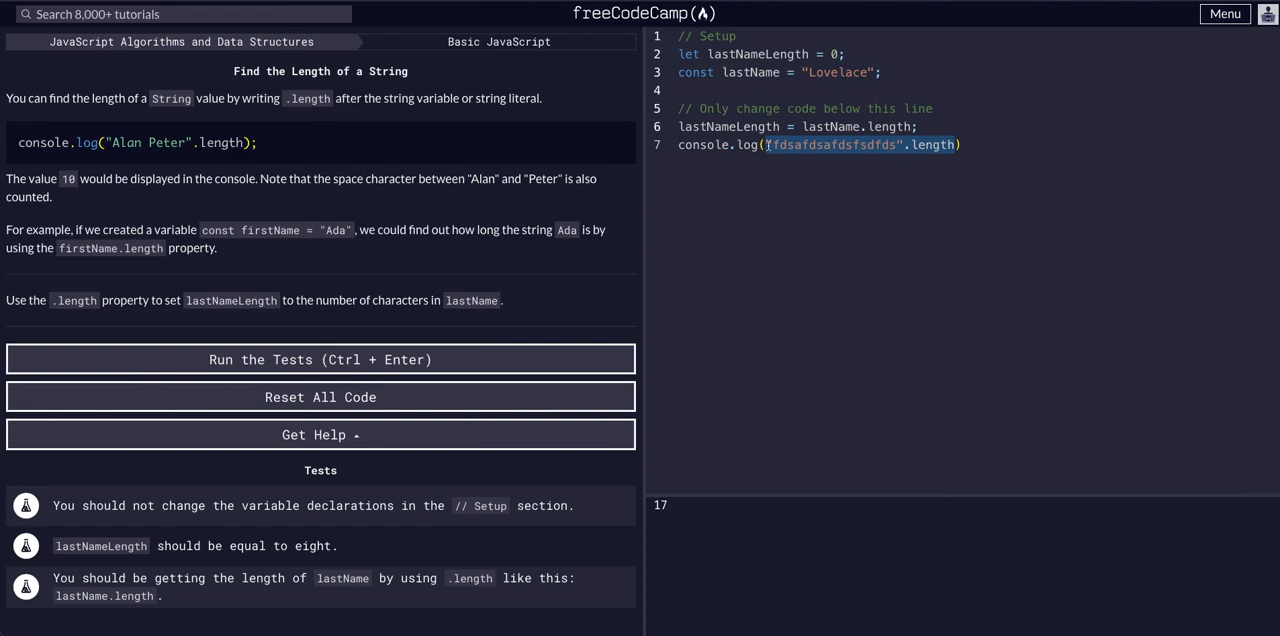 Search 8,000+ tutorials
freeCodeCamp
Menu
JavaScript Algorithms and Data Structures
Basic JavaScript
Find the Length of a String
You can find the length of a String value by writing .length after the string variable or string literal.
console.log("Alan Peter".length);
The value 10 would be displayed in the console. Note that the space character between "Alan" and "Peter" is also
counted.
For example, if we created a variable const firstName = "Ada", we could find out how long the string Ada is by
using the firstName.length property.
Use the .length property to set lastNameLength to the number of characters in lastName.
Run the Tests (Ctrl + Enter)
Reset All Code
Get Help
Tests
You should not change the variable declarations in the // Setup section.
lastNameLength should be equal to eight.
You should be getting the length of lastName by using .length like this:
lastName.length.
1 // Setup
2 let lastNameLength = 0;
3 const lastName = "Lovelace";
4
5 // Only change code below this line
6 lastNameLength = lastName.length;
7 console.log("fdsafdsafdsfsdfds".length)
17